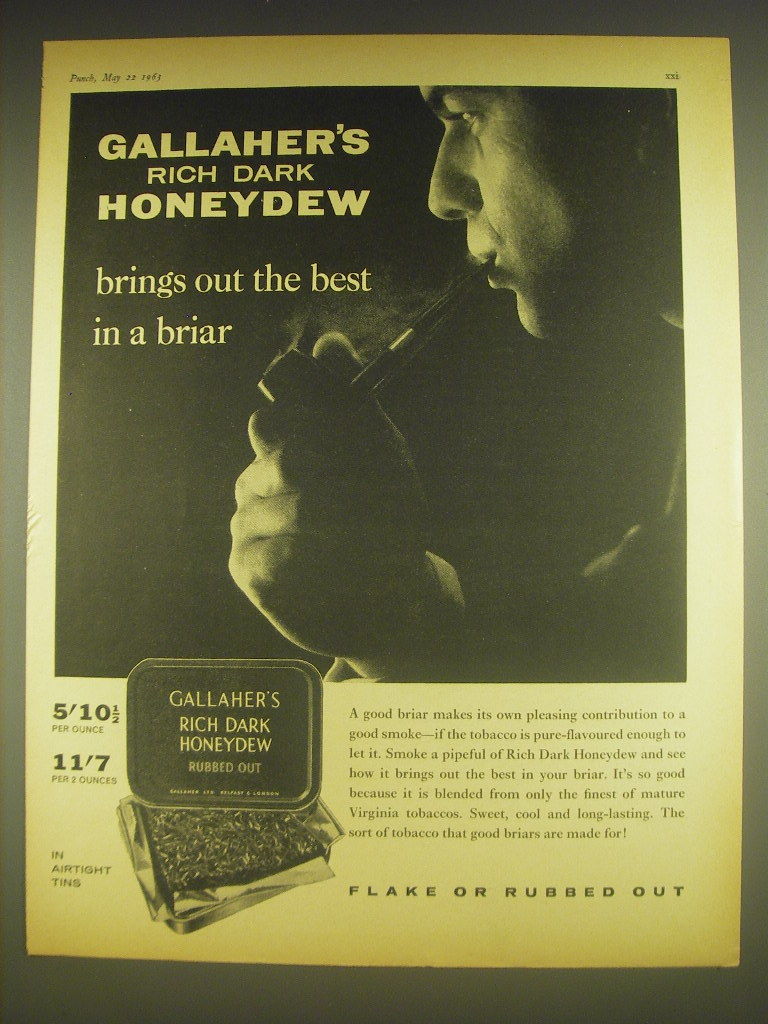 Punch, May 22 1963
xxi
GALLAHER'S
RICH DARK
HONEYDEW
brings out the best
in a briar
5/10½
PER OUNCE
11/7
PER 2 OUNCES
IN
AIRTIGHT
TINS
GALLAHER'S
RICH DARK
HONEYDEW
RUBBED OUT
GALLAHER LTD. BELFAST & LONDON
A good briar makes its own pleasing contribution to a
good smoke—if the tobacco is pure-flavoured enough to
let it. Smoke a pipeful of Rich Dark Honeydew and see
how it brings out the best in your briar. It's so good
because it is blended from only the finest of mature
Virginia tobaccos. Sweet, cool and long-lasting. The
sort of tobacco that good briars are made for!
FLAKE OR RUBBED OUT